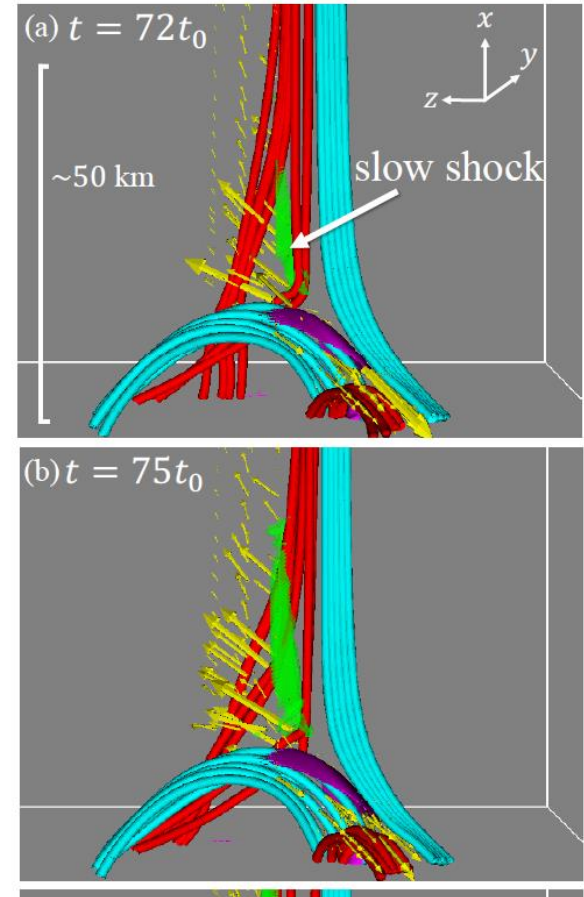 (a) t = 72t₀
x
y
z
~50 km
slow shock
(b) t = 75t₀